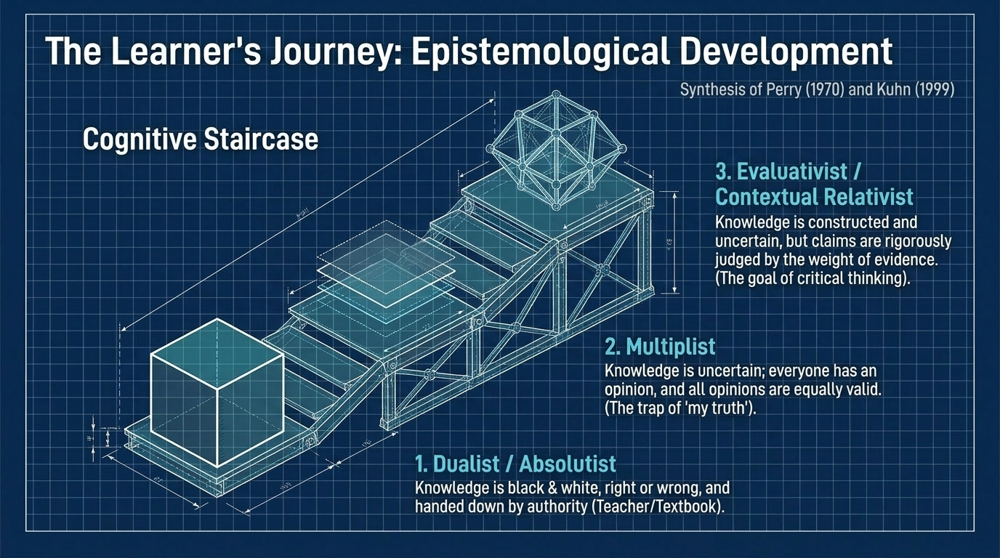 The Learner's Journey: Epistemological Development
Synthesis of Perry (1970) and Kuhn (1999)
Cognitive Staircase
3. Evaluativist /
Contextual Relativist
Knowledge is constructed and
uncertain, but claims are rigorously
judged by the weight of evidence.
(The goal of critical thinking).
2. Multiplist
Knowledge is uncertain; everyone has an
opinion, and all opinions are equally valid.
(The trap of 'my truth').
1. Dualist / Absolutist
Knowledge is black & white, right or wrong, and
handed down by authority (Teacher/Textbook).